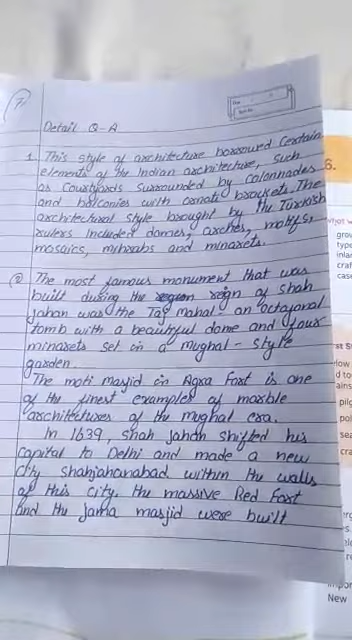 7
Detail Q-A
1. This style of architecture borrowed certain
elements of the Indian architecture, such
as Courtyards surrounded by colonnades
and balconies with ornate brackets. The
architectural style brought by the Turkish
rulers included domes, arches, motifs,
mosaics, mihrabs and minarets.
② The most famous monument that was
built during the reign of shah
Jahan was the Taj Mahal - an octagonal
tomb with a beautiful dome and four
minarets set in a mughal-style
garden.
The moti masjid in Agra Fort is one
of the finest examples of marble
architectures of the mughal era.
In 1639, shah Jahan shifted his
capital to Delhi and made a new
city shahjahanabad within the walls
of this city. the massive Red Fort
and the Jama masjid were built